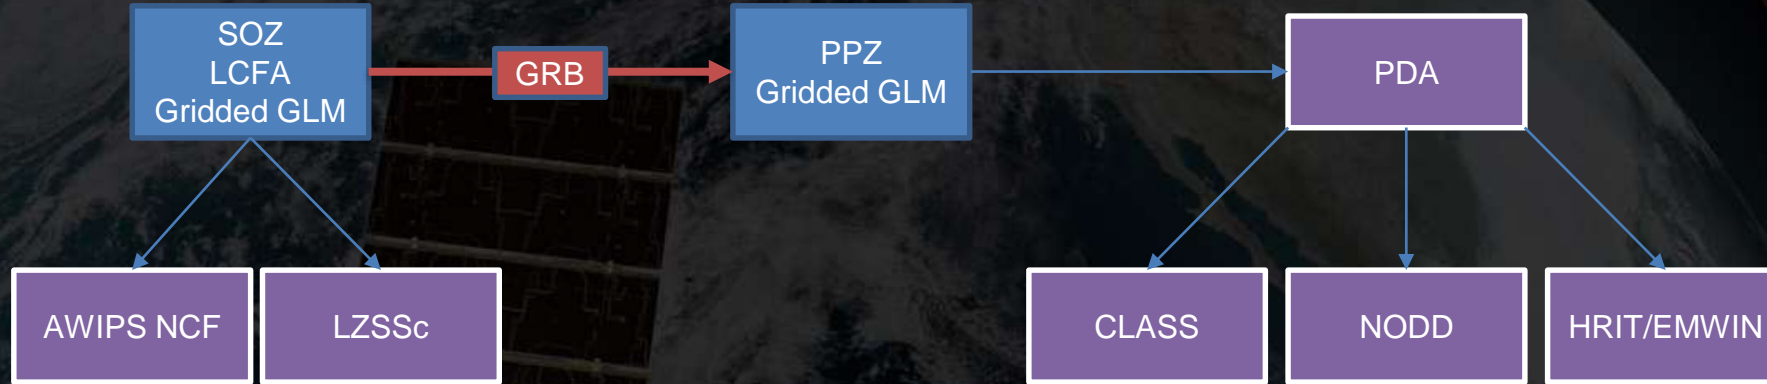 SOZ
LCFA
Gridded GLM
GRB
PPZ
Gridded GLM
PDA
AWIPS NCF
LZSSc
CLASS
NODD
HRIT/EMWIN